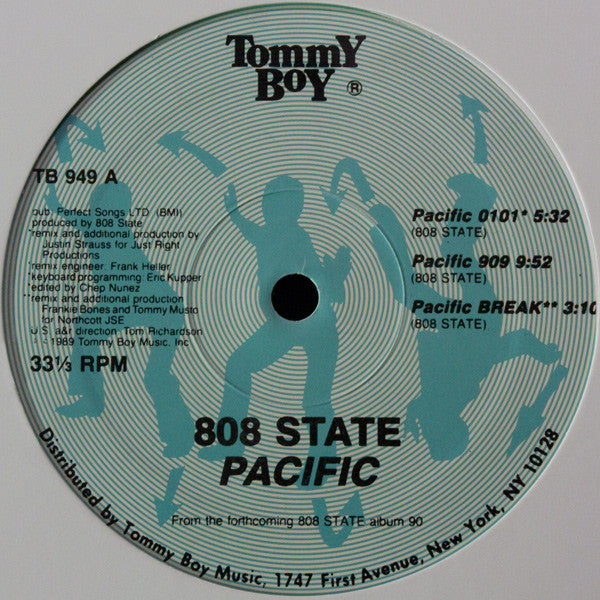 Tommy
Boy ®
TB 949 A
pub. Perfect Songs LTD. (BMI)
produced by 808 State
*remix and additional production by
Justin Strauss for Just Right
Productions
*remix engineer: Frank Heller
*keyboard programming: Eric Kupper
*edited by Chep Nunez
**remix and additional production
Frankie Bones and Tommy Musto
for Northcott JSE
U.S. a&r direction: Tom Richardson
1989 Tommy Boy Music, Inc
33⅓ RPM
Pacific 0101* 5:32
(808 STATE)
Pacific 909 9:52
(808 STATE)
Pacific BREAK** 3:10
(808 STATE)
808 STATE
PACIFIC
From the forthcoming 808 STATE album 90
Distributed by Tommy Boy Music, 1747 First Avenue, New York, NY 10128